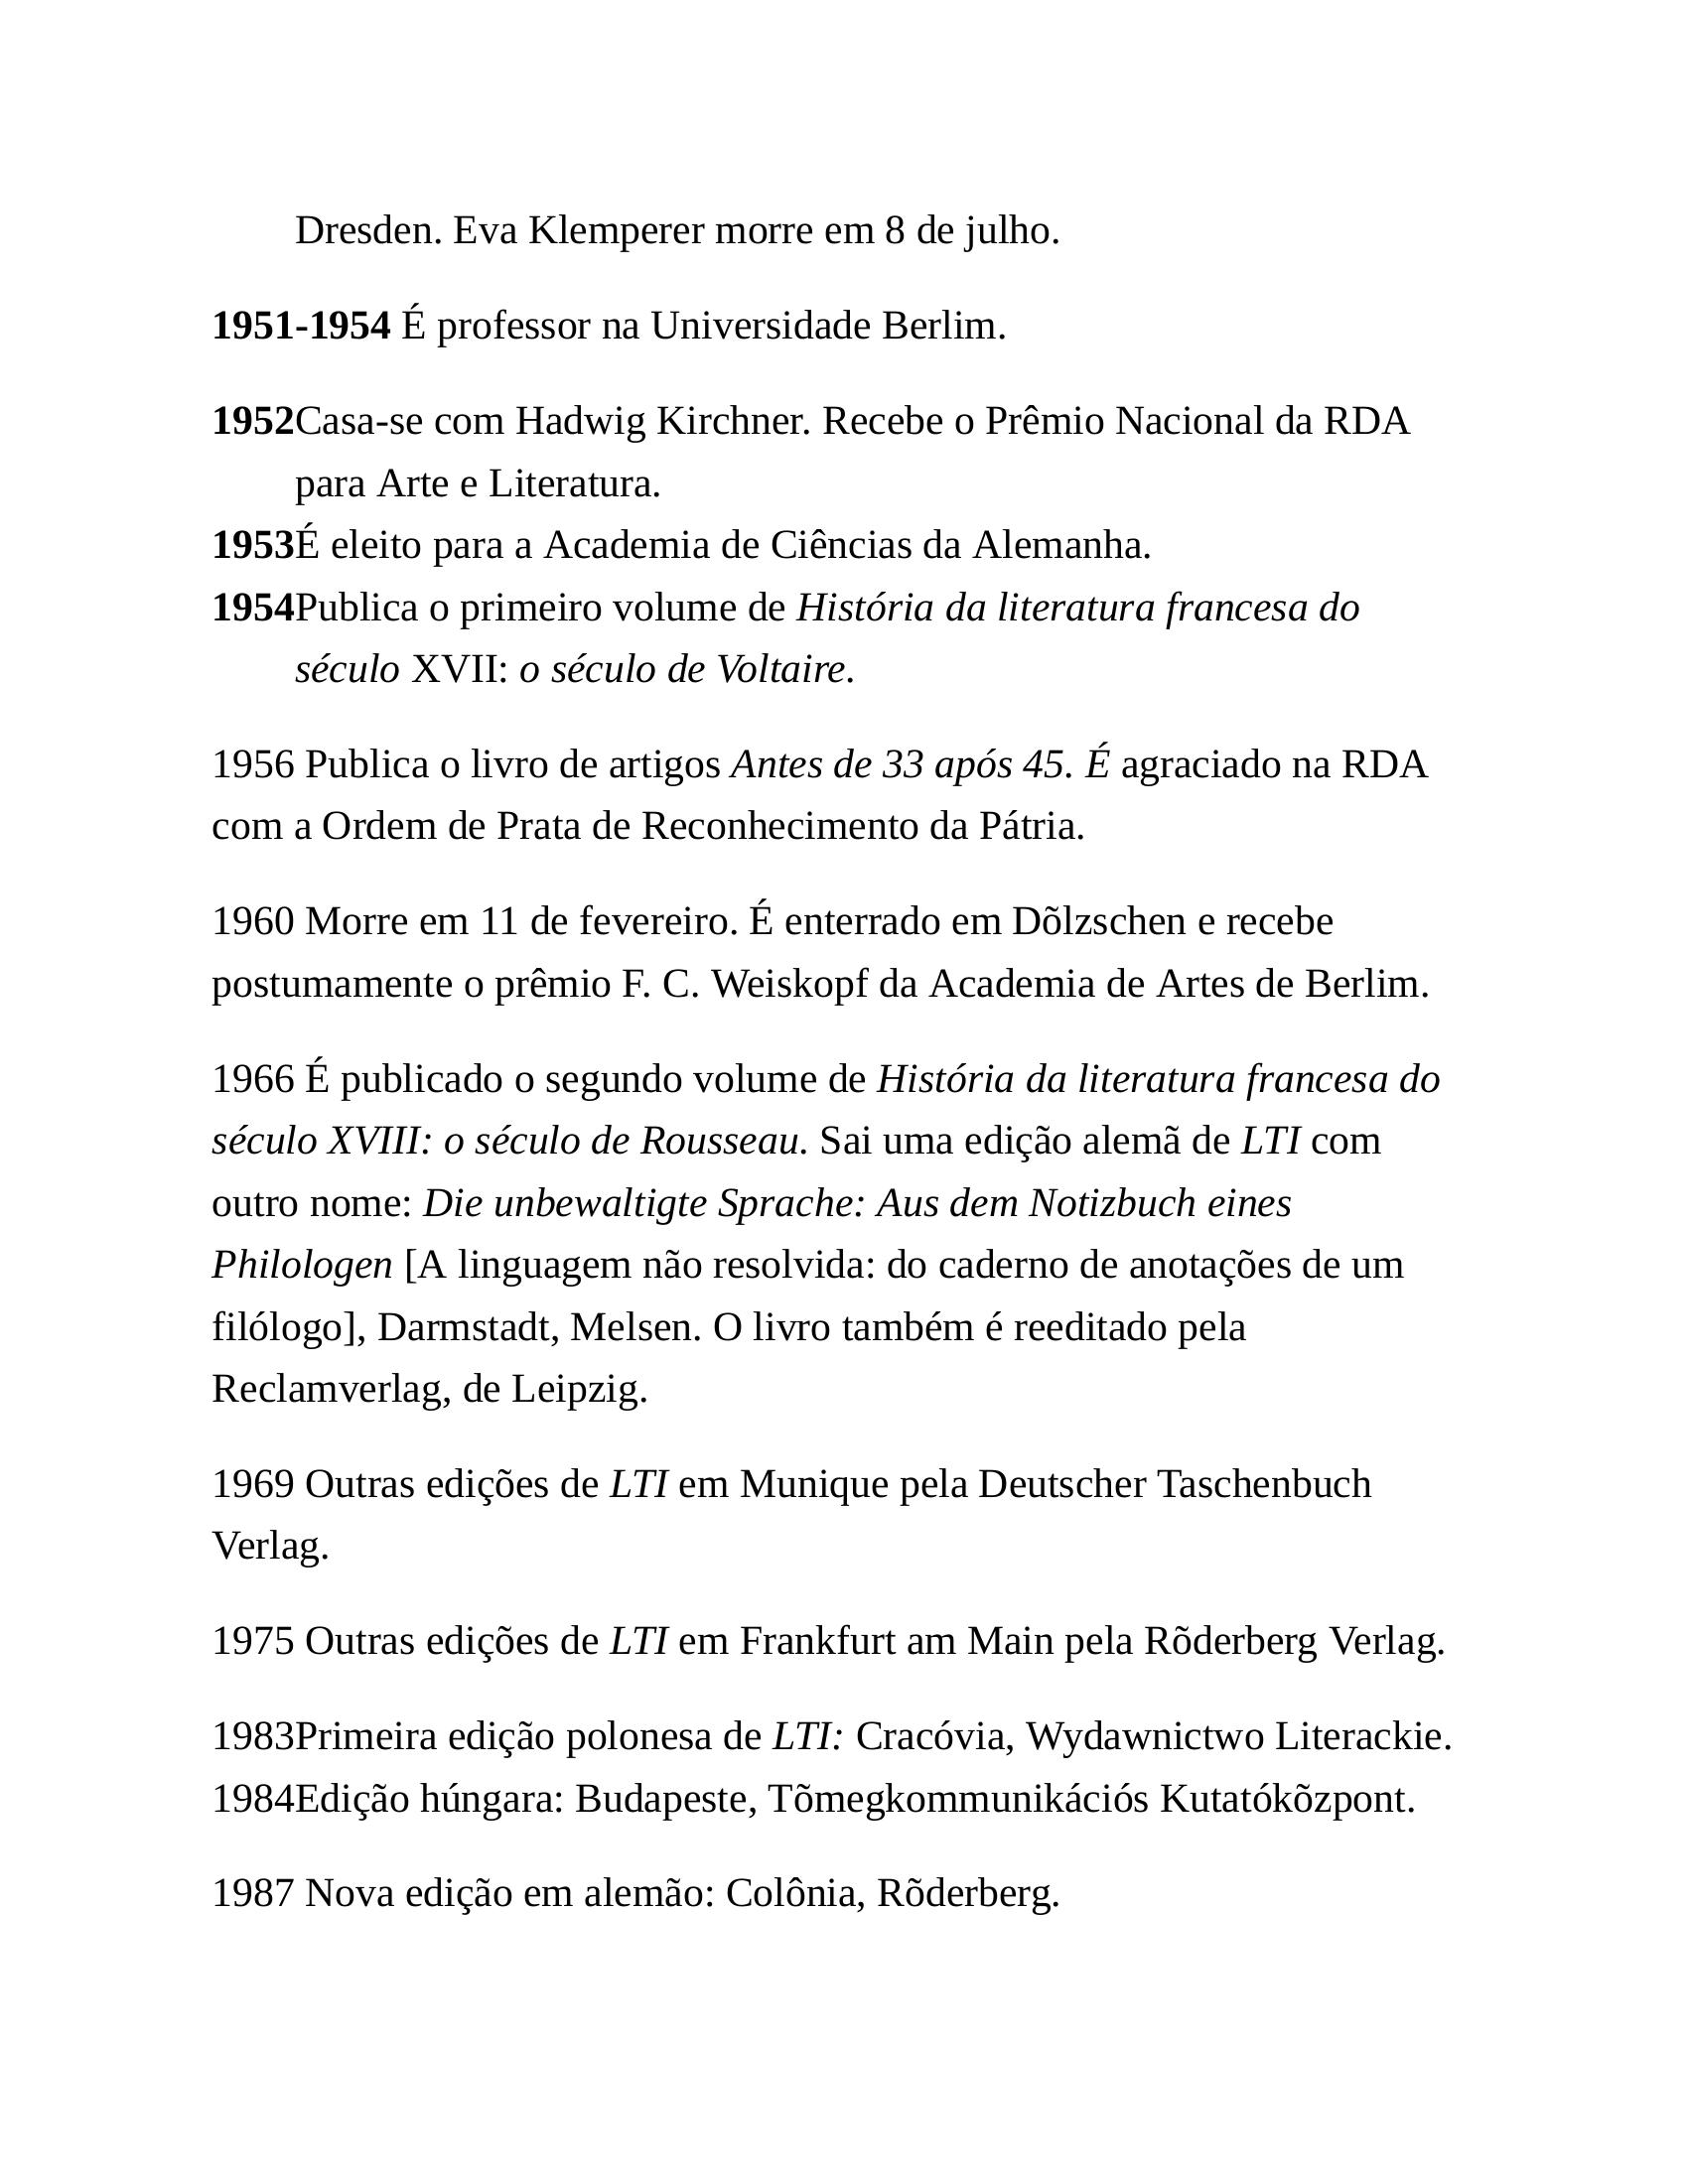 Dresden. Eva Klemperer morre em 8 de julho.
1951-1954 É professor na Universidade Berlim.
1952Casa-se com Hadwig Kirchner. Recebe o Prêmio Nacional da RDA
para Arte e Literatura.
1953É eleito para a Academia de Ciências da Alemanha.
1954Publica o primeiro volume de História da literatura francesa do
século XVII: o século de Voltaire.
1956 Publica o livro de artigos Antes de 33 após 45. É agraciado na RDA
com a Ordem de Prata de Reconhecimento da Pátria.
1960 Morre em 11 de fevereiro. É enterrado em Dõlzschen e recebe
postumamente o prêmio F. C. Weiskopf da Academia de Artes de Berlim.
1966 É publicado o segundo volume de História da literatura francesa do
século XVIII: o século de Rousseau. Sai uma edição alemã de LTI com
outro nome: Die unbewaltigte Sprache: Aus dem Notizbuch eines
Philologen [A linguagem não resolvida: do caderno de anotações de um
filólogo], Darmstadt, Melsen. O livro também é reeditado pela
Reclamverlag, de Leipzig.
1969 Outras edições de LTI em Munique pela Deutscher Taschenbuch
Verlag.
1975 Outras edições de LTI em Frankfurt am Main pela Rõderberg Verlag.
1983Primeira edição polonesa de LTI: Cracóvia, Wydawnictwo Literackie.
1984Edição húngara: Budapeste, Tõmegkommunikációs Kutatókõzpont.
1987 Nova edição em alemão: Colônia, Rõderberg.